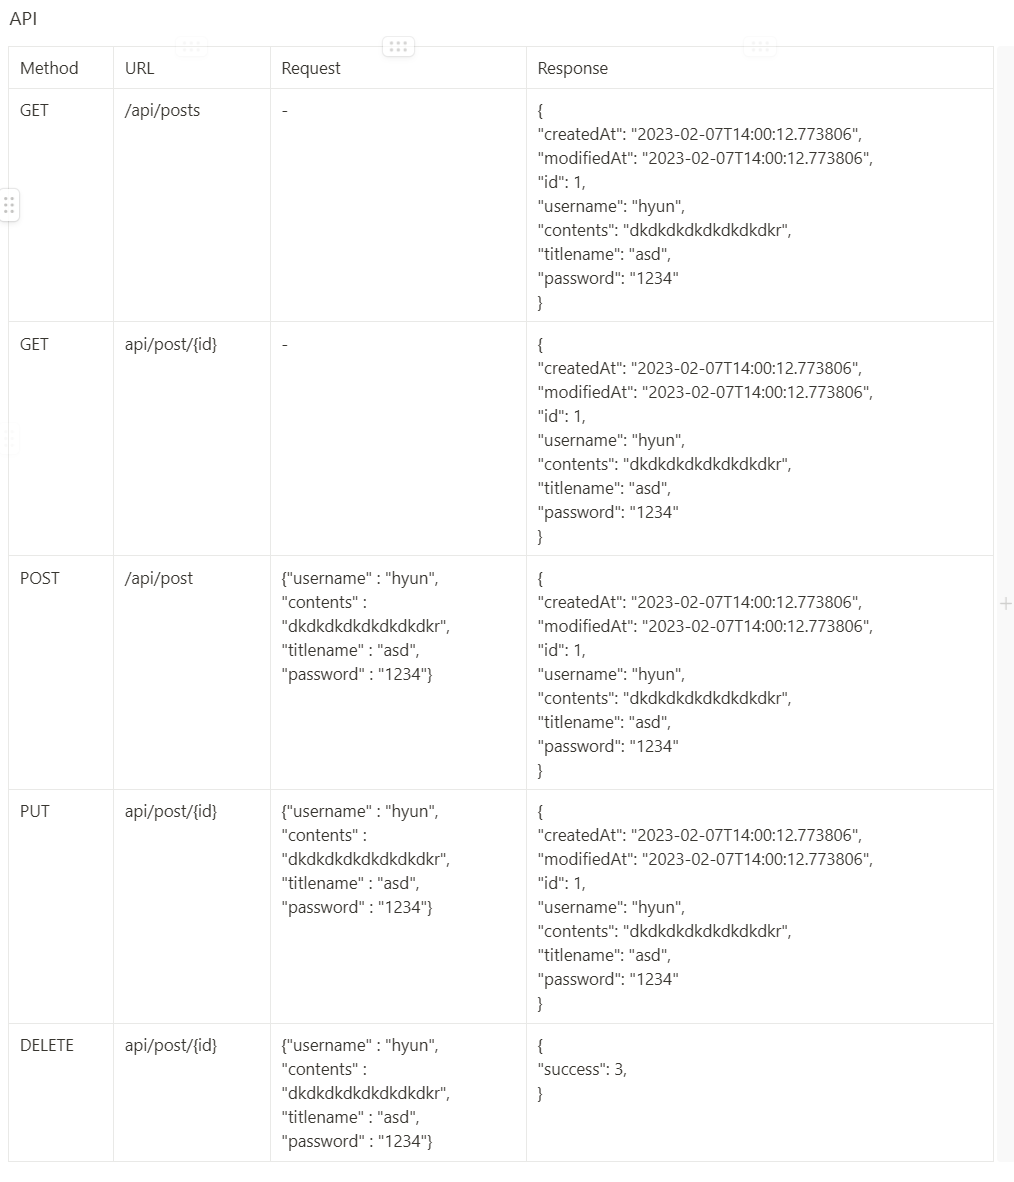 API
Method URL Request Response
GET /api/posts - {
"createdAt": "2023-02-07T14:00:12.773806",
"modifiedAt": "2023-02-07T14:00:12.773806",
"id": 1,
"username": "hyun",
"contents": "dkdkdkdkdkdkdkdkr",
"titlename": "asd",
"password": "1234"
}
GET api/post/{id} - {
"createdAt": "2023-02-07T14:00:12.773806",
"modifiedAt": "2023-02-07T14:00:12.773806",
"id": 1,
"username": "hyun",
"contents": "dkdkdkdkdkdkdkdkr",
"titlename": "asd",
"password": "1234"
}
POST /api/post {"username" : "hyun", {
"contents" : "createdAt": "2023-02-07T14:00:12.773806",
"dkdkdkdkdkdkdkdkr", "modifiedAt": "2023-02-07T14:00:12.773806",
"titlename" : "asd", "id": 1,
"password" : "1234"} "username": "hyun",
"contents": "dkdkdkdkdkdkdkdkr",
"titlename": "asd",
"password": "1234"
}
PUT api/post/{id} {"username" : "hyun", {
"contents" : "createdAt": "2023-02-07T14:00:12.773806",
"dkdkdkdkdkdkdkdkr", "modifiedAt": "2023-02-07T14:00:12.773806",
"titlename" : "asd", "id": 1,
"password" : "1234"} "username": "hyun",
"contents": "dkdkdkdkdkdkdkdkr",
"titlename": "asd",
"password": "1234"
}
DELETE api/post/{id} {"username" : "hyun", {
"contents" : "success": 3,
"dkdkdkdkdkdkdkdkr", }
"titlename" : "asd",
"password" : "1234"}